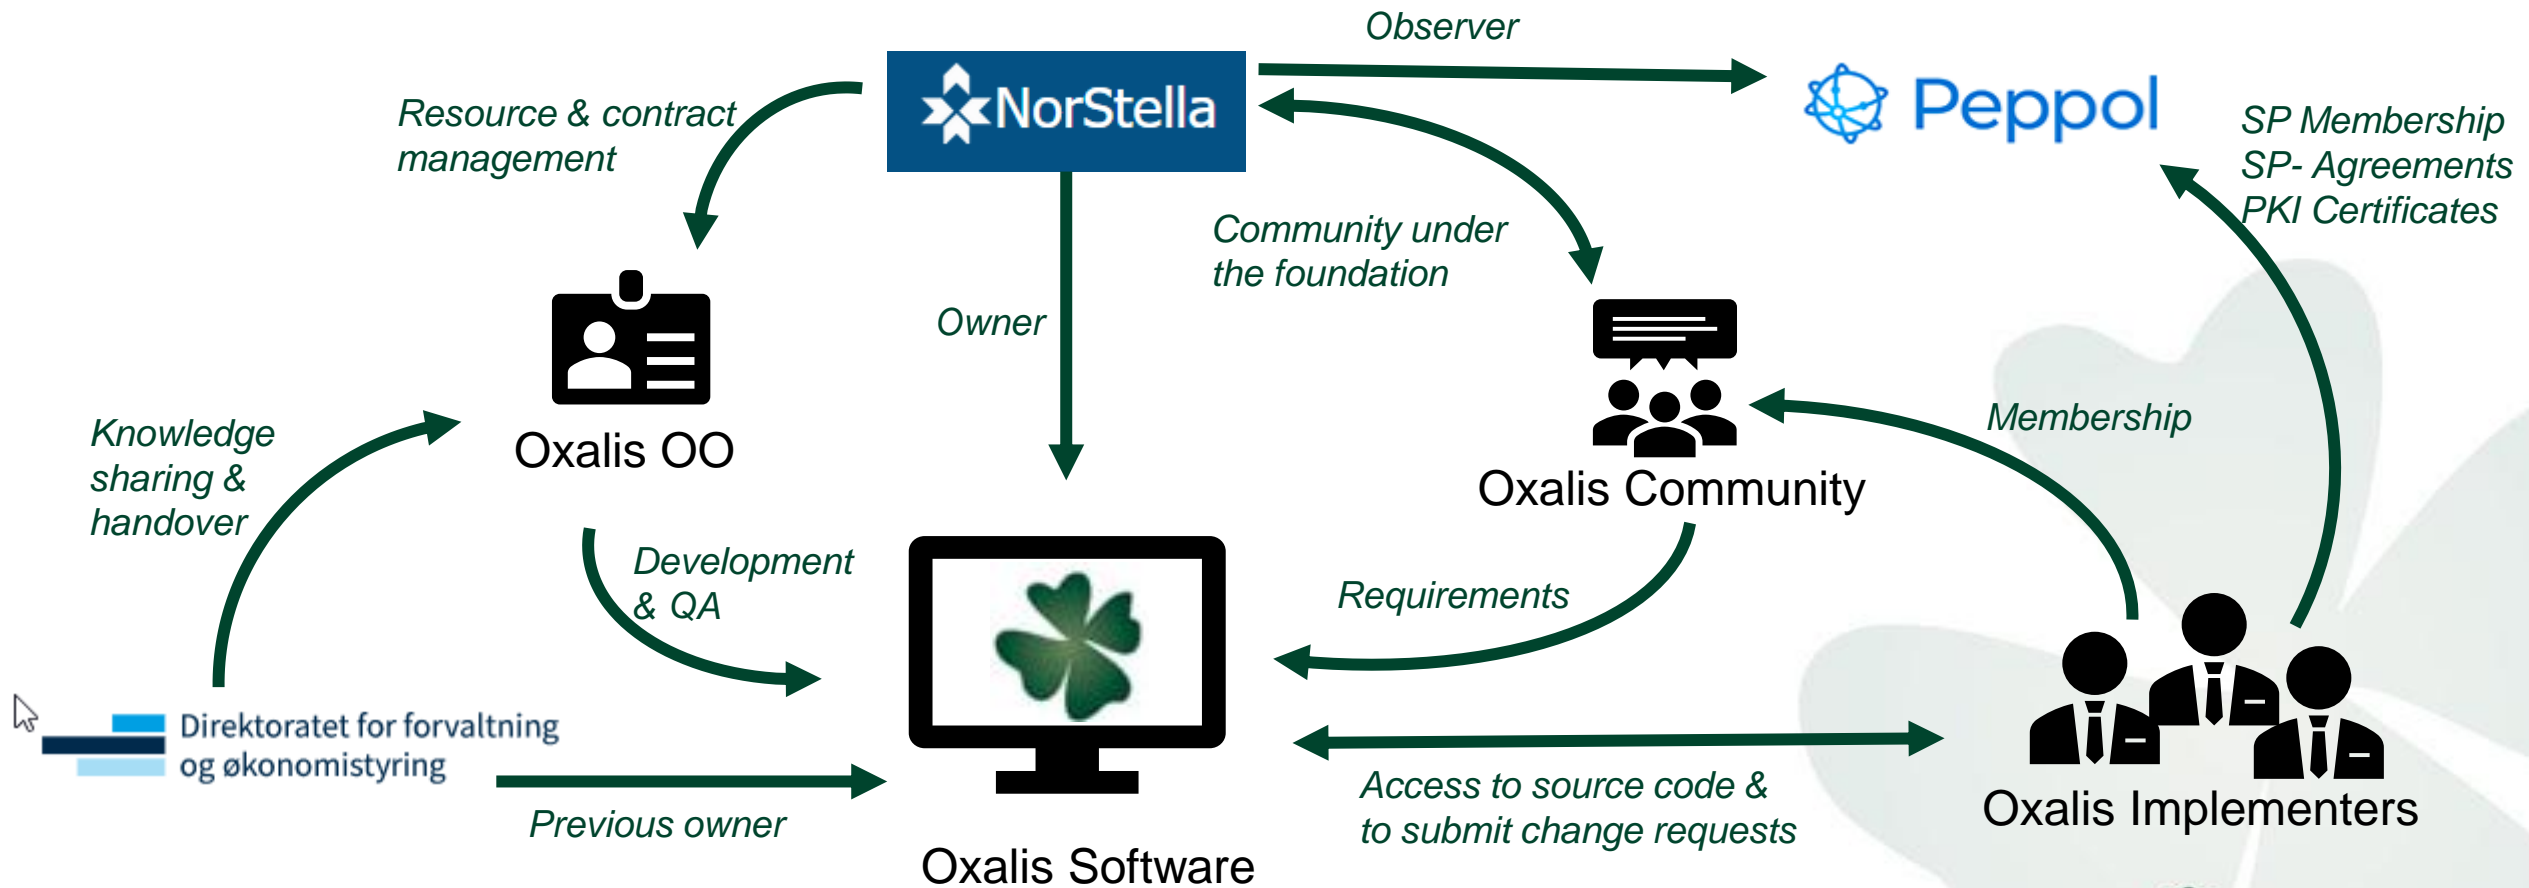 Observer
NorStella
Peppol
Resource & contract
management
SP Membership
SP- Agreements
PKI Certificates
Community under
the foundation
Owner
Oxalis OO
Knowledge
sharing &
handover
Membership
Oxalis Community
Development
& QA
Requirements
Direktoratet for forvaltning
og økonomistyring
Previous owner
Access to source code &
to submit change requests
Oxalis Implementers
Oxalis Software